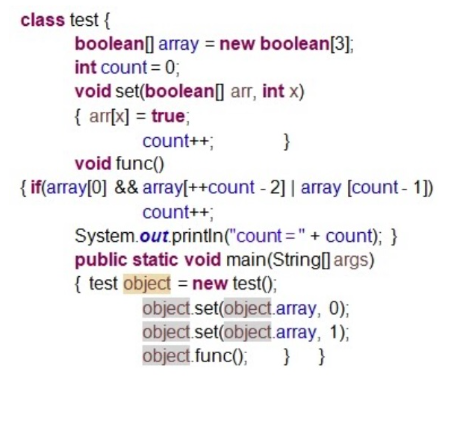 class test {
boolean[] array = new boolean[3];
int count = 0;
void set(boolean[] arr, int x)
{ arr[x] = true;
count++; }
void func()
{ if(array[0] && array[++count - 2] | array [count - 1])
count++;
System.out.println("count = " + count); }
public static void main(String[] args)
{ test object = new test();
object.set(object.array, 0);
object.set(object.array, 1);
object.func(); } }